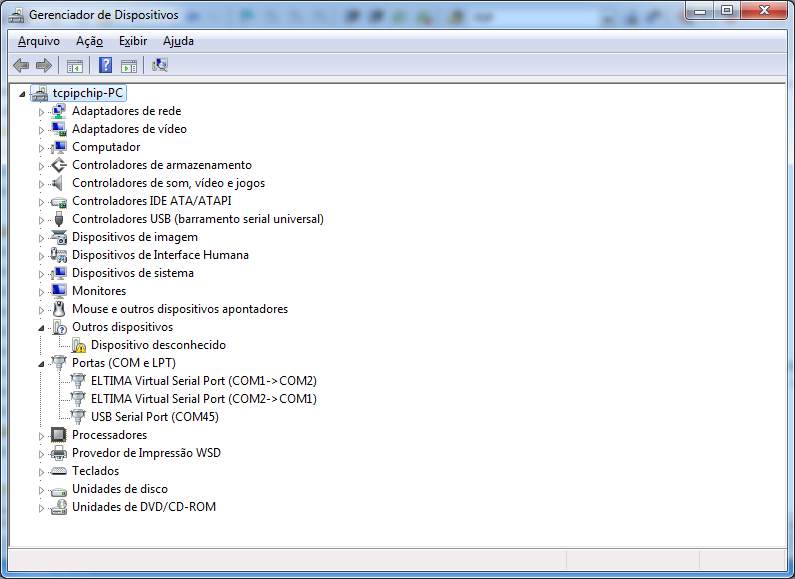 Gerenciador de Dispositivos
Arquivo Ação Exibir Ajuda
tcpipchip-PC
Adaptadores de rede
Adaptadores de vídeo
Computador
Controladores de armazenamento
Controladores de som, vídeo e jogos
Controladores IDE ATA/ATAPI
Controladores USB (barramento serial universal)
Dispositivos de imagem
Dispositivos de Interface Humana
Dispositivos de sistema
Monitores
Mouse e outros dispositivos apontadores
Outros dispositivos
Dispositivo desconhecido
Portas (COM e LPT)
ELTIMA Virtual Serial Port (COM1->COM2)
ELTIMA Virtual Serial Port (COM2->COM1)
USB Serial Port (COM45)
Processadores
Provedor de Impressão WSD
Teclados
Unidades de disco
Unidades de DVD/CD-ROM